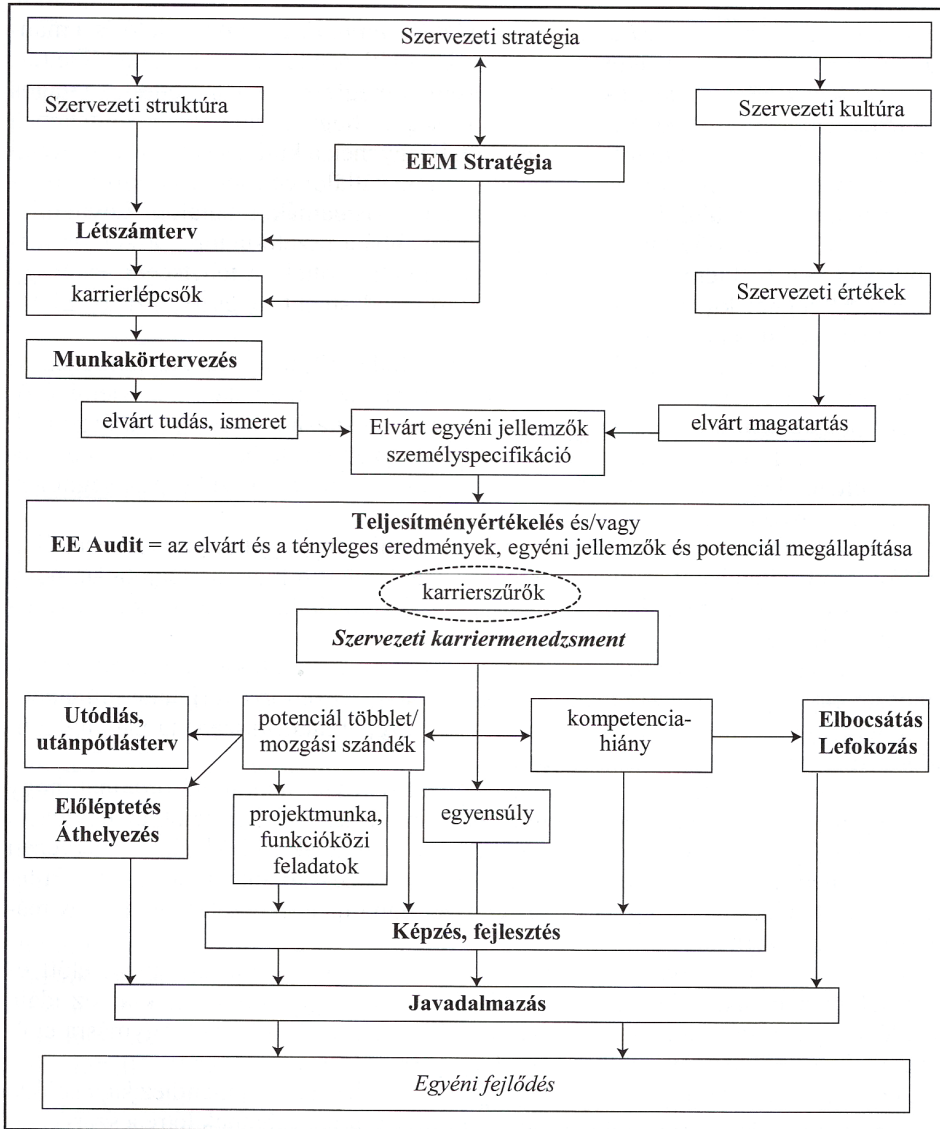 Szervezeti stratégia
Szervezeti struktúra
Szervezeti kultúra
EEM Stratégia
Létszámterv
karrierlépcsők
Szervezeti értékek
Munkakörtervezés
elvárt tudás, ismeret
Elvárt egyéni jellemzők
személyspecifikáció
elvárt magatartás
Teljesítményértékelés és/vagy
EE Audit = az elvárt és a tényleges eredmények, egyéni jellemzők és potenciál megállapítása
karrierszűrők
Szervezeti karriermenedzsment
Utódlás,
utánpótlásterv
potenciál többlet/
mozgási szándék
kompetencia-
hiány
Elbocsátás
Lefokozás
Előléptetés
Áthelyezés
projektmunka,
funkcióközi
feladatok
egyensúly
Képzés, fejlesztés
Javadalmazás
Egyéni fejlődés